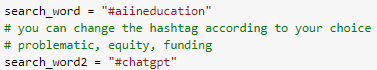 search_word = "#aiineducation"
# you can change the hashtag according to your choice
# problematic, equity, funding
search_word2 = "#chatgpt"